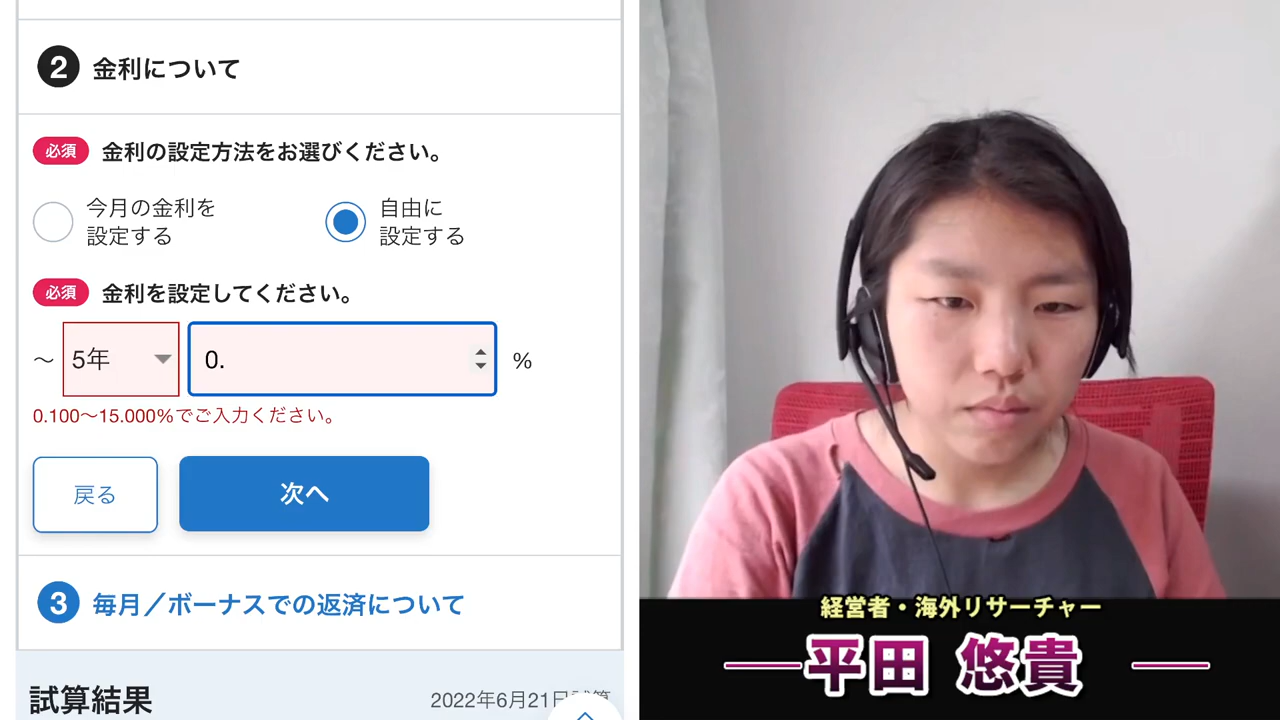 2 金利について
必須 金利の設定方法をお選びください。
今月の金利を
設定する
自由に
設定する
必須 金利を設定してください。
～ 5年 0. %
0.100～15.000%でご入力ください。
戻る 次へ
3 毎月／ボーナスでの返済について
試算結果 2022年6月21日試算
経営者・海外リサーチャー
平田 悠貴